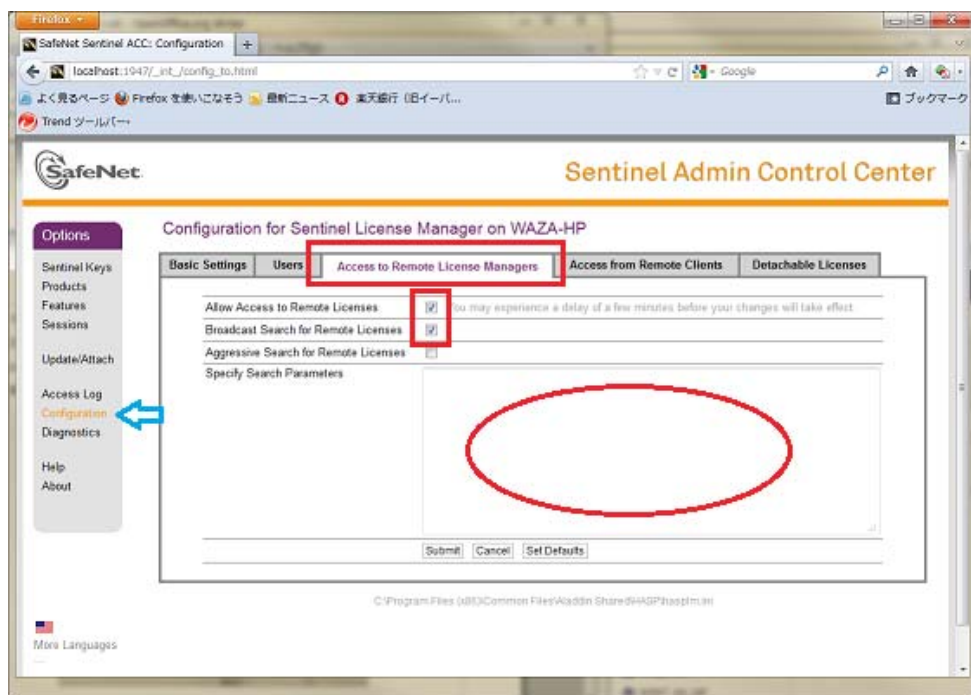 Firefox
SafeNet Sentinel ACC: Configuration
localhost:1947/_int_/config_to.html
Google
よく見るページ Firefox を使いこなそう 最新ニュース 楽天銀行 (旧イーバ...
ブックマーク
Trend ツールバー
SafeNet.
Sentinel Admin Control Center
Options
Configuration for Sentinel License Manager on WAZA-HP
Basic Settings Users Access to Remote License Managers Access from Remote Clients Detachable Licenses
Sentinel Keys
Products
Features
Sessions
Update/Attach
Access Log
Configuration
Diagnostics
Help
About
Allow Access to Remote Licenses You may experience a delay of a few minutes before your changes will take effect.
Broadcast Search for Remote Licenses
Aggressive Search for Remote Licenses
Specify Search Parameters
Submit Cancel Set Defaults
C:\Program Files (x86)\Common Files\Aladdin Shared\HASP\hasplm.ini
More Languages